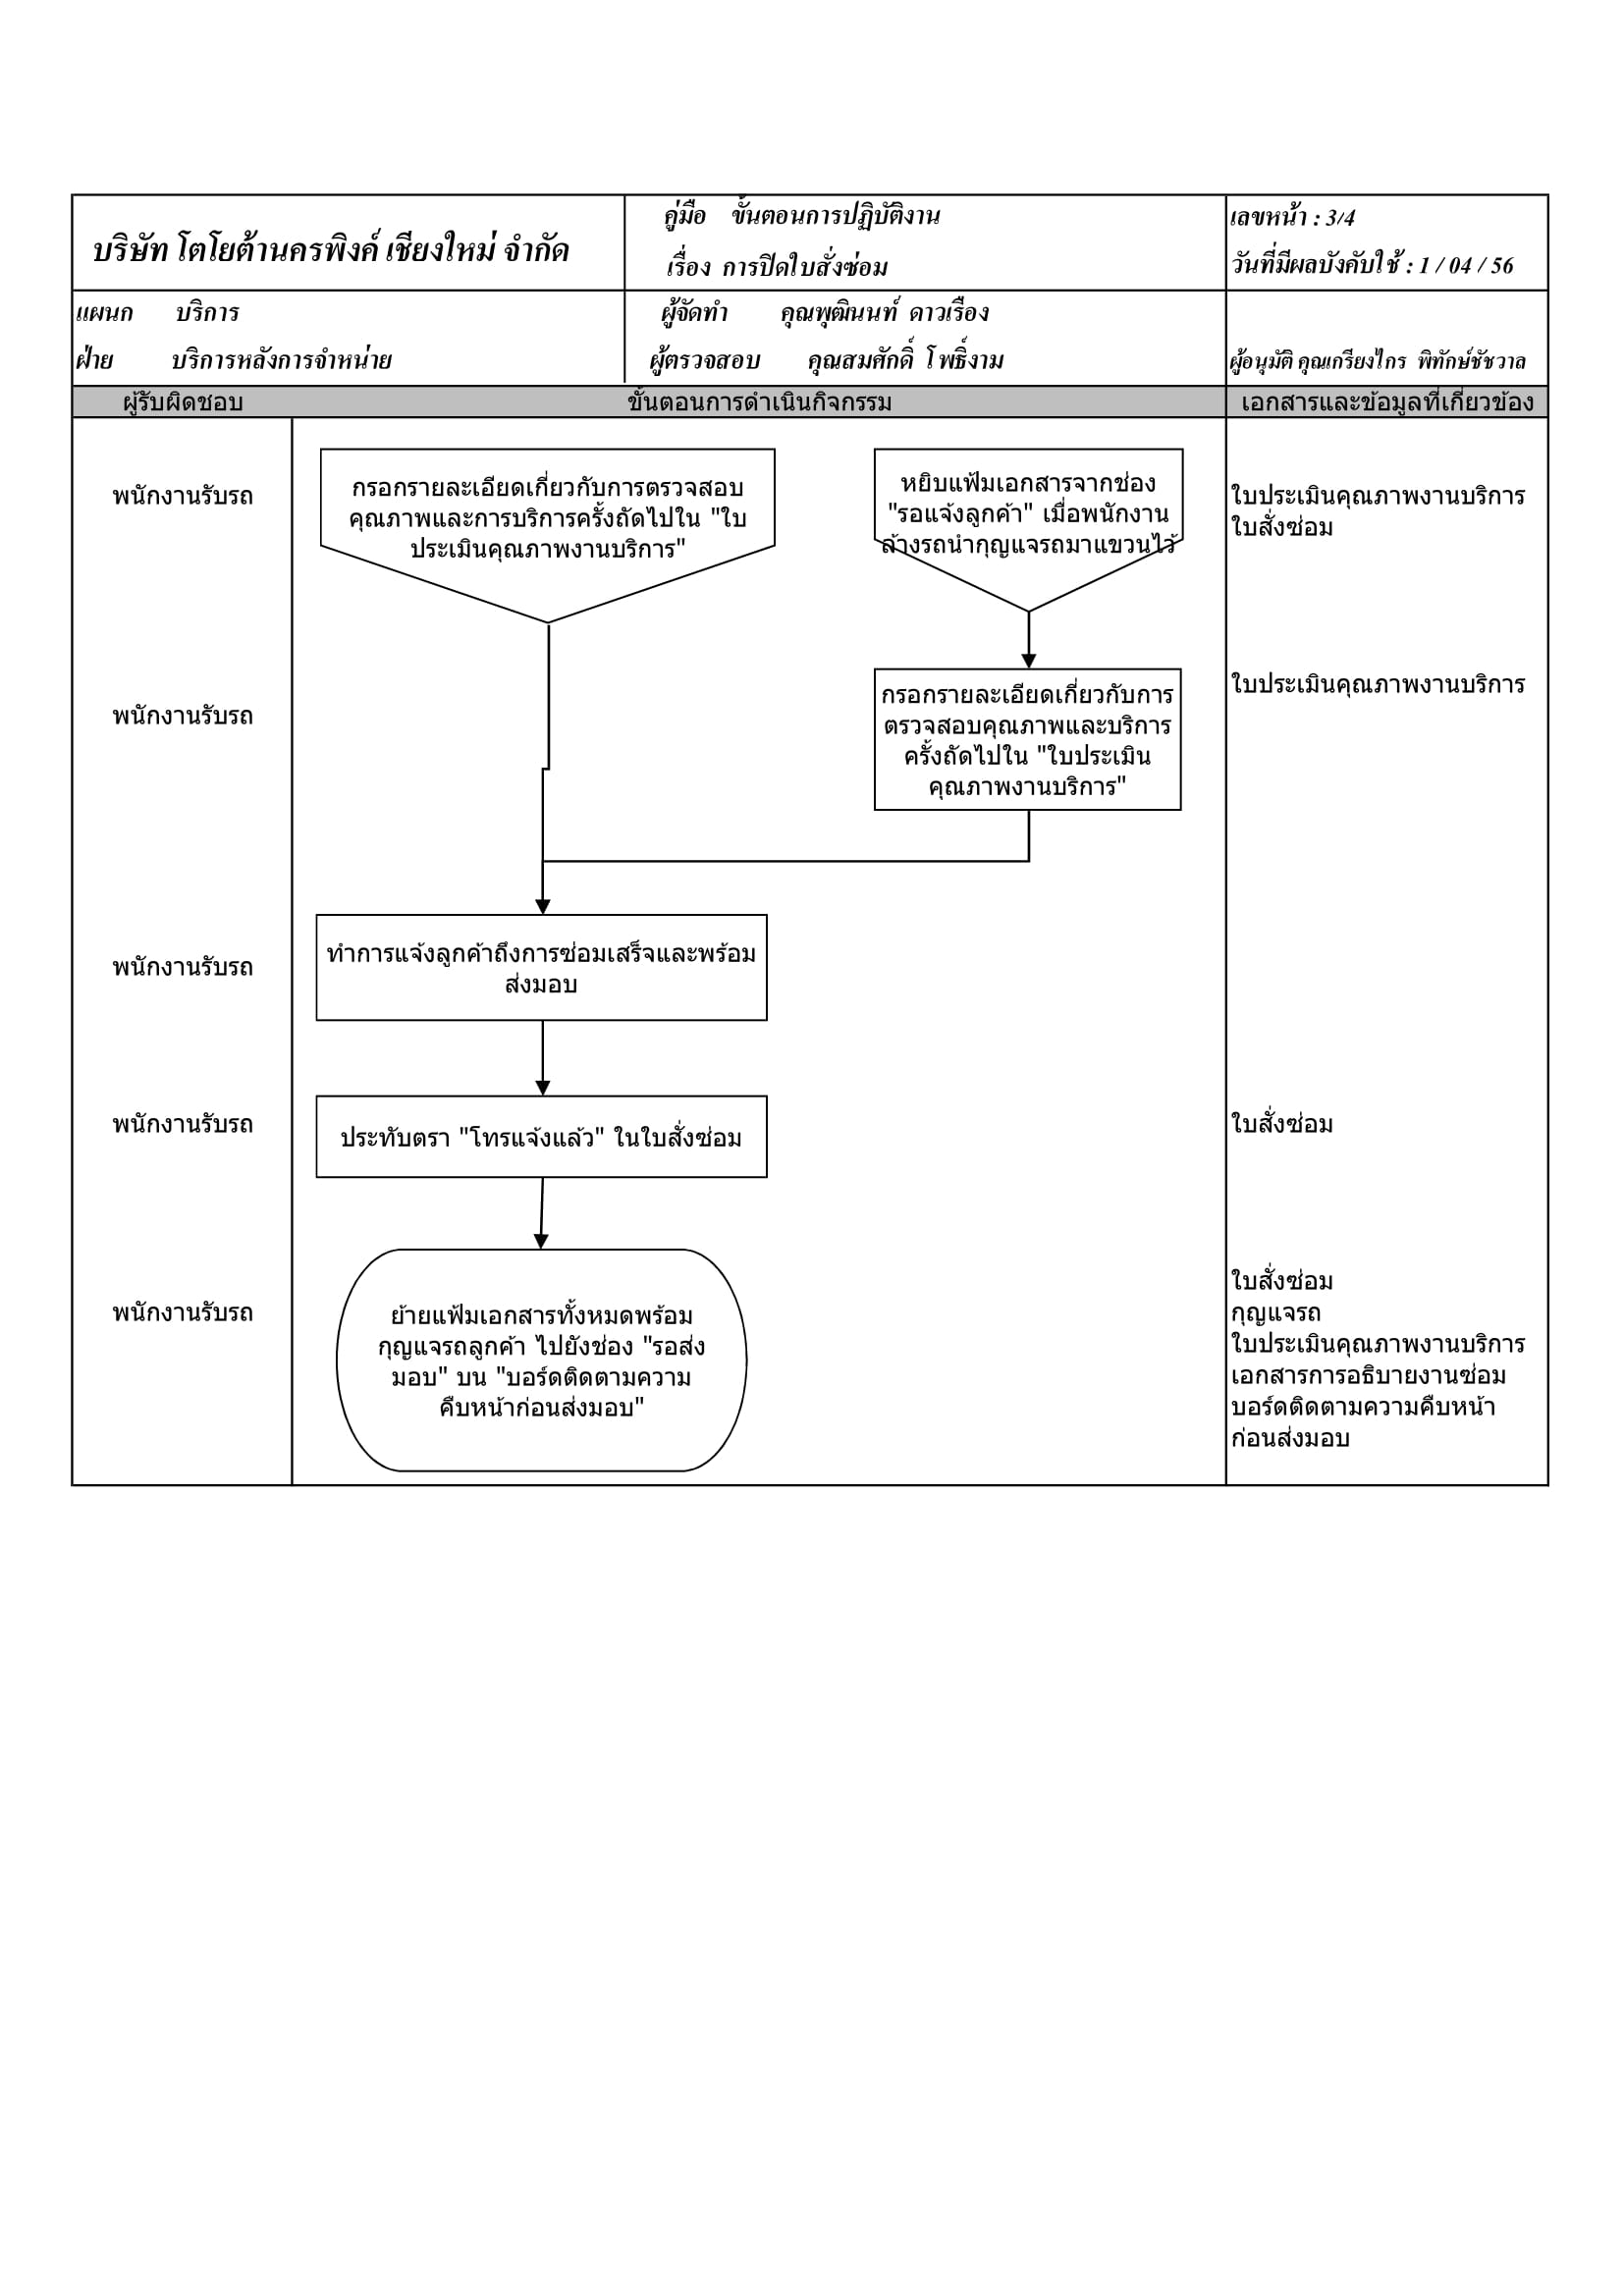 บริษัท โตโยต้านครพิงค์ เชียงใหม่ จำกัด
คู่มือ ขั้นตอนการปฏิบัติงาน
เรื่อง การปิดใบสั่งซ่อม
เลขหน้า : 3/4
วันที่มีผลบังคับใช้ : 1 / 04 / 56
แผนก บริการ
ฝ่าย บริการหลังการจำหน่าย
ผู้จัดทำ คุณพุฒินนท์ ดาวเรือง
ผู้ตรวจสอบ คุณสมศักดิ์ โพธิ์งาม
ผู้อนุมัติ คุณเกรียงไกร พิทักษ์ชัชวาล
ผู้รับผิดชอบ
ขั้นตอนการดำเนินกิจกรรม
เอกสารและข้อมูลที่เกี่ยวข้อง
พนักงานรับรถ
กรอกรายละเอียดเกี่ยวกับการตรวจสอบ
คุณภาพและการบริการครั้งถัดไปใน "ใบ
ประเมินคุณภาพงานบริการ"
หยิบแฟ้มเอกสารจากช่อง
"รอแจ้งลูกค้า" เมื่อพนักงาน
ล้างรถนำกุญแจรถมาแขวนไว้
ใบประเมินคุณภาพงานบริการ
ใบสั่งซ่อม
พนักงานรับรถ
กรอกรายละเอียดเกี่ยวกับการ
ตรวจสอบคุณภาพและบริการ
ครั้งถัดไปใน "ใบประเมิน
คุณภาพงานบริการ"
ใบประเมินคุณภาพงานบริการ
พนักงานรับรถ
ทำการแจ้งลูกค้าถึงการซ่อมเสร็จและพร้อม
ส่งมอบ
พนักงานรับรถ
ประทับตรา "โทรแจ้งแล้ว" ในใบสั่งซ่อม
ใบสั่งซ่อม
พนักงานรับรถ
ย้ายแฟ้มเอกสารทั้งหมดพร้อม
กุญแจรถลูกค้า ไปยังช่อง "รอส่ง
มอบ" บน "บอร์ดติดตามความ
คืบหน้าก่อนส่งมอบ"
ใบสั่งซ่อม
กุญแจรถ
ใบประเมินคุณภาพงานบริการ
เอกสารการอธิบายงานซ่อม
บอร์ดติดตามความคืบหน้า
ก่อนส่งมอบ